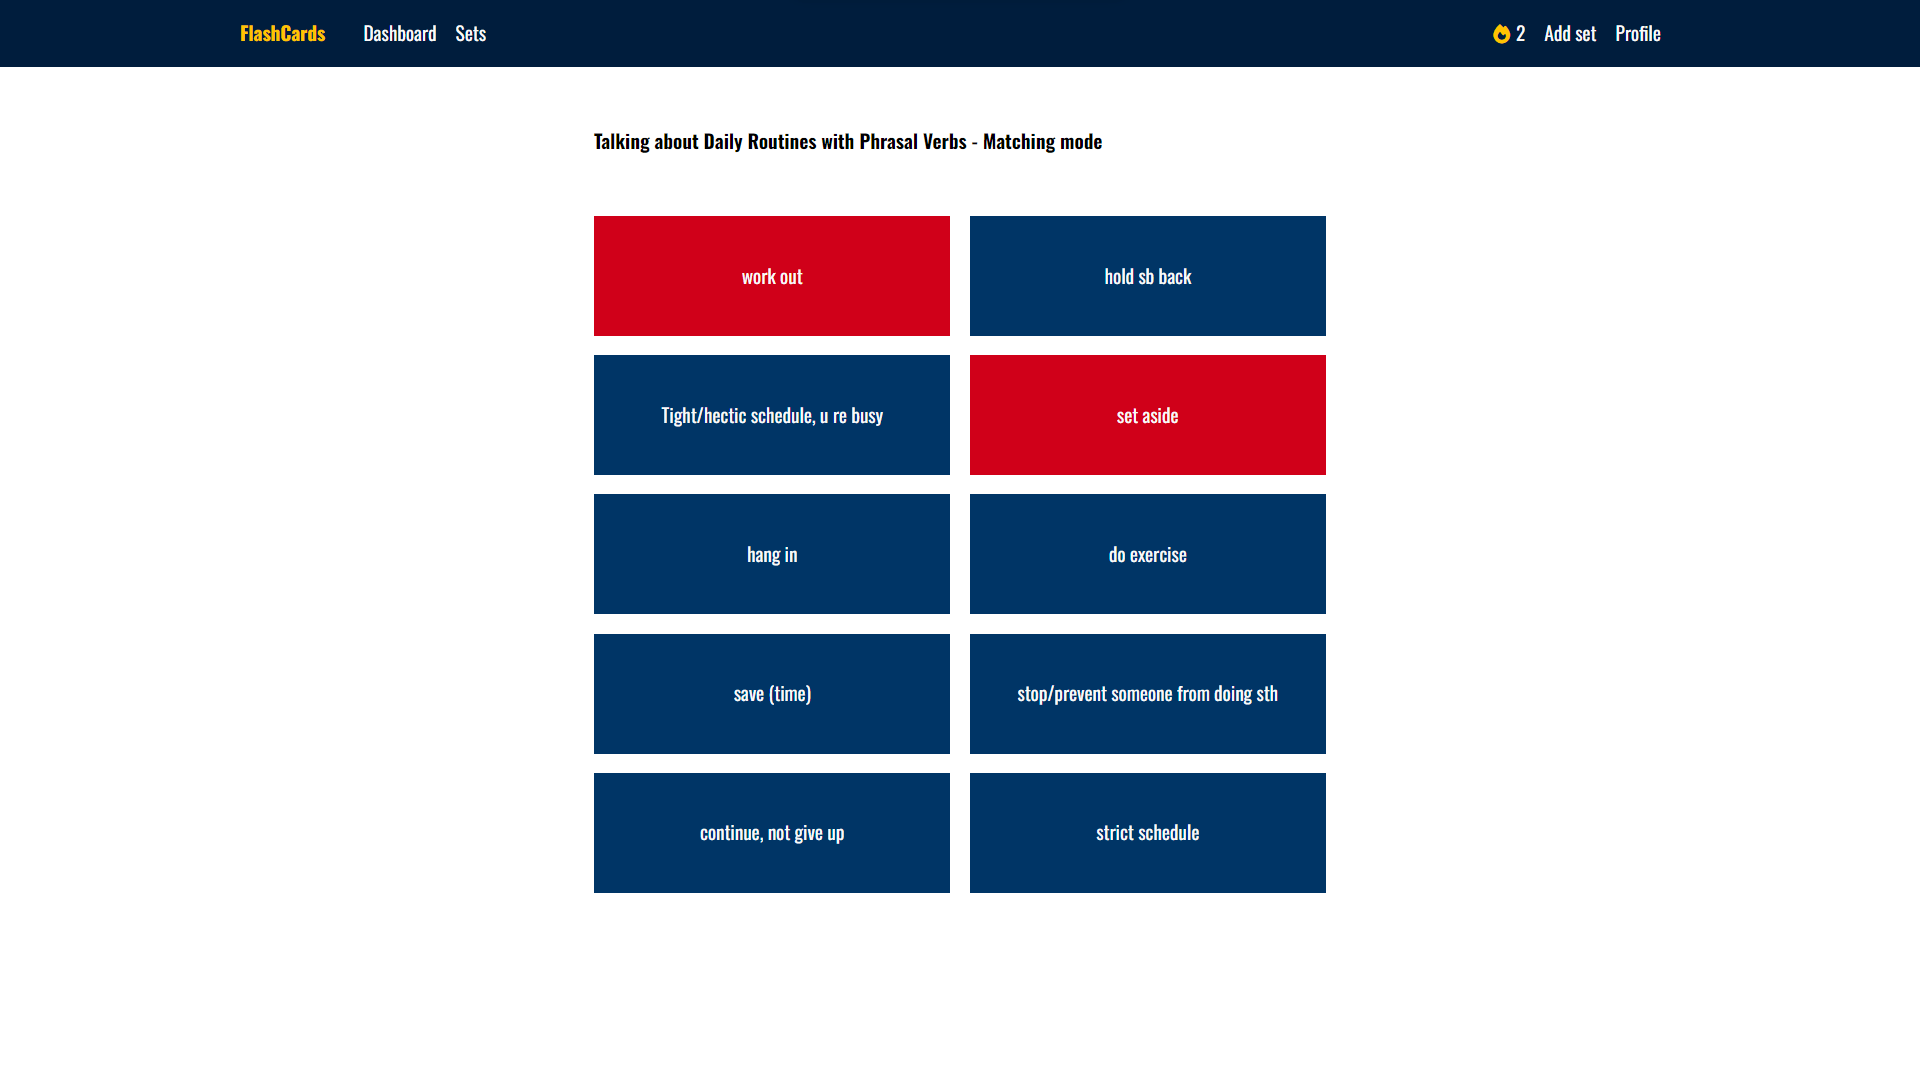 FlashCards Dashboard Sets 2 Add set Profile
Talking about Daily Routines with Phrasal Verbs - Matching mode
work out
hold sb back
Tight/hectic schedule, u re busy
set aside
hang in
do exercise
save (time)
stop/prevent someone from doing sth
continue, not give up
strict schedule